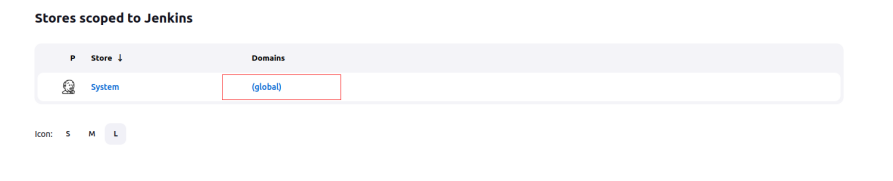 Stores scoped to Jenkins
P Store ↓ Domains
System (global)
Icon: S M L